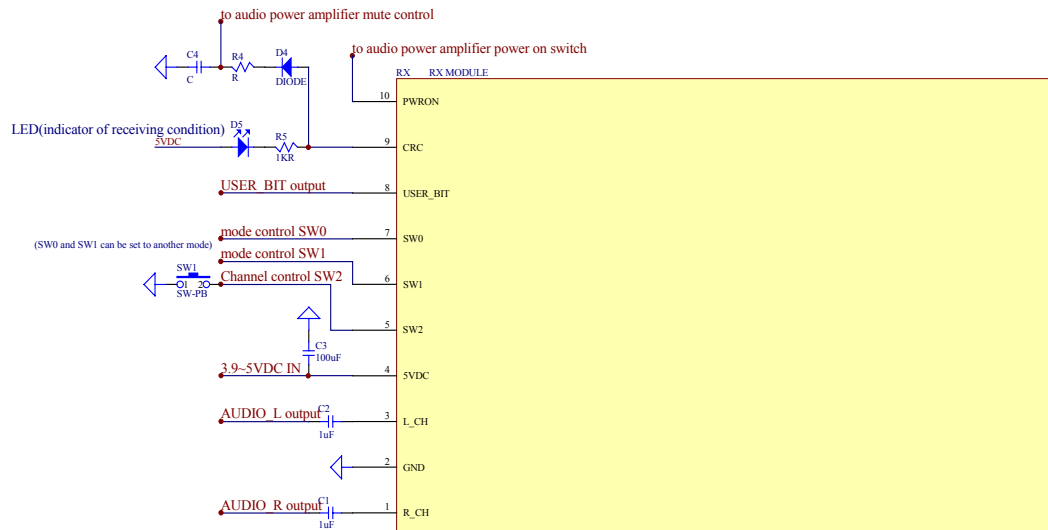 to audio power amplifier mute control
to audio power amplifier power on switch
C4
C
R4
R
D4
DIODE
RX RX MODULE
10 PWRON
LED(indicator of receiving condition)
5VDC
D5
R5
1KR
9 CRC
USER_BIT output
8 USER_BIT
mode control SW0
7 SW0
(SW0 and SW1 can be set to another mode)
mode control SW1
6 SW1
SW1
1 2
SW-PB
Channel control SW2
5 SW2
C3
100uF
3.9~5VDC IN
4 5VDC
AUDIO_L output
C2
1uF
3 L_CH
2 GND
AUDIO_R output
C1
1uF
1 R_CH